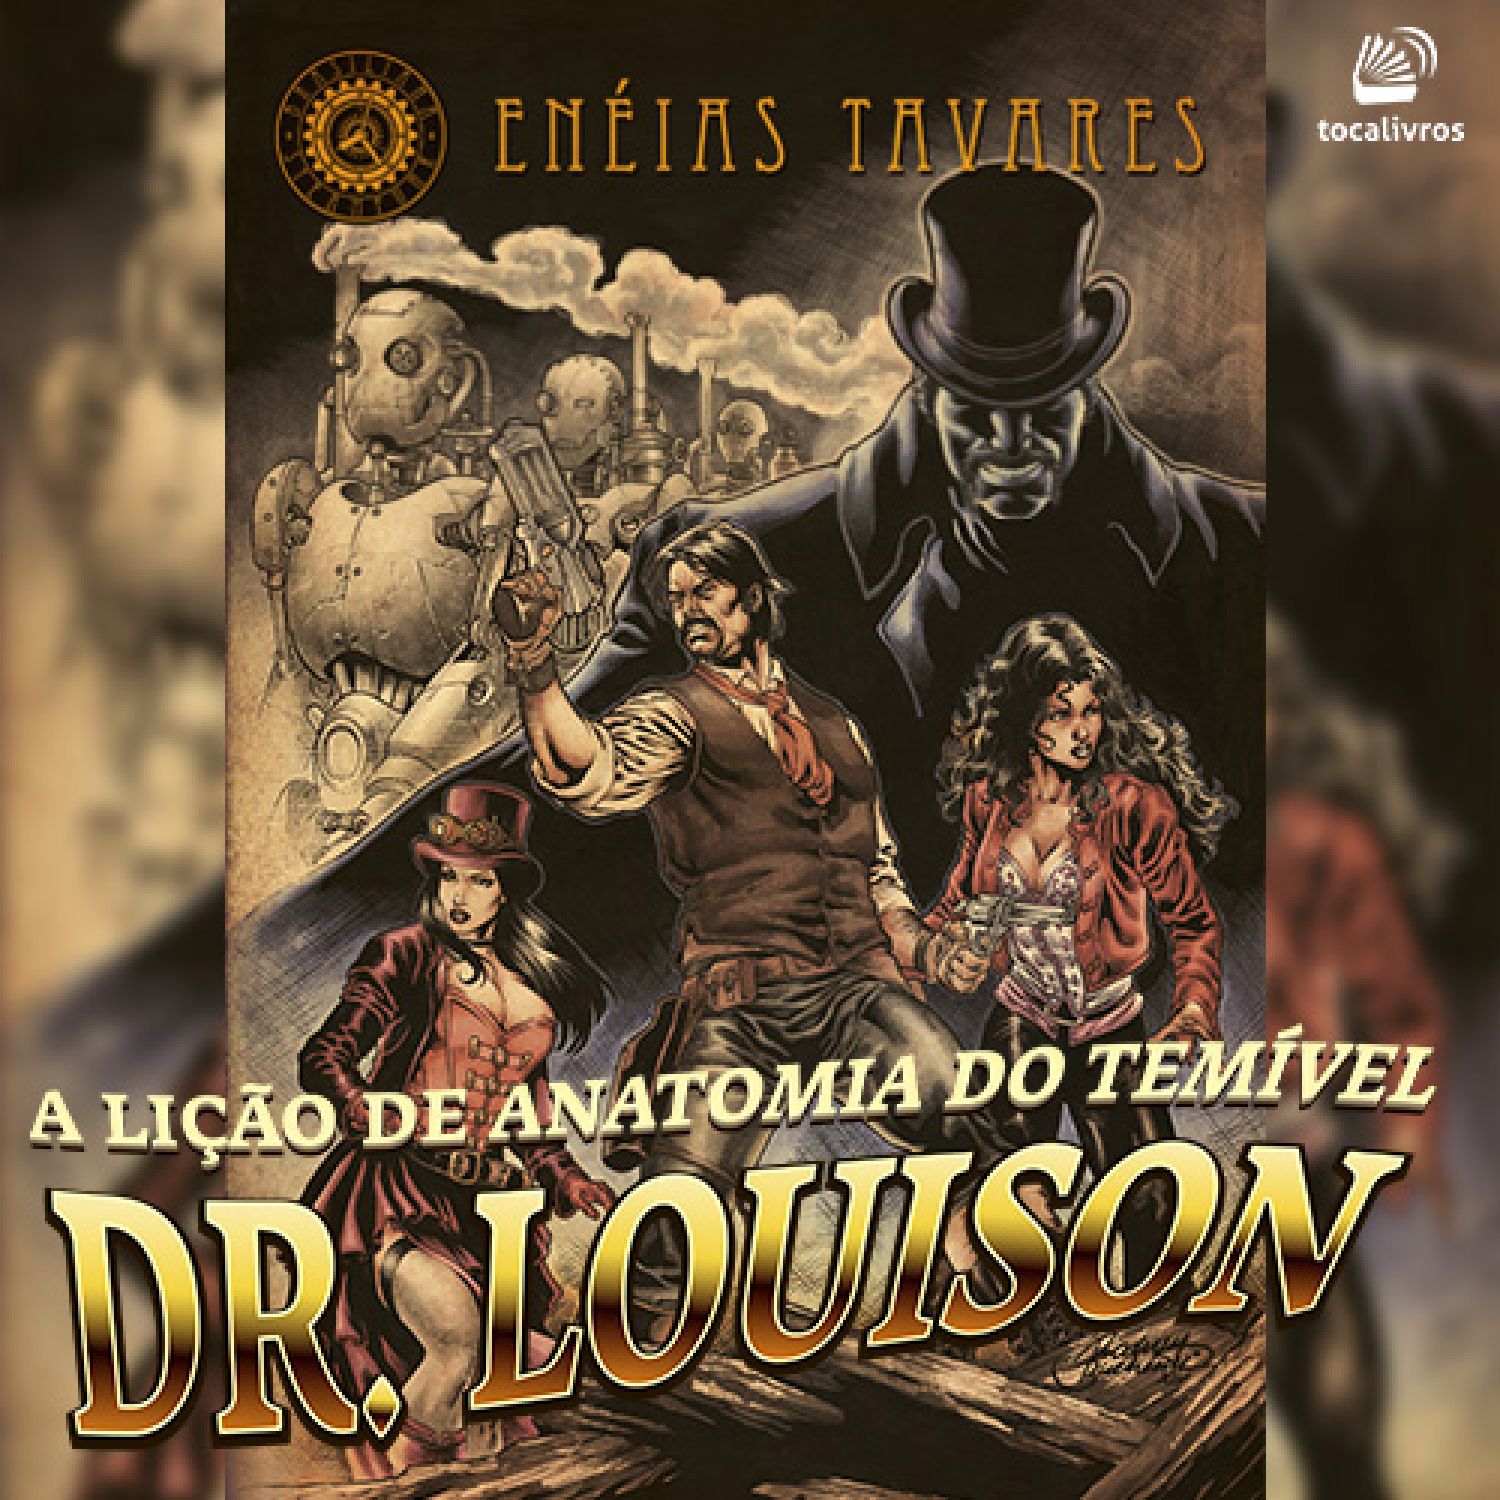 ENÉIAS TAVARES
tocalivros
A LIÇÃO DE ANATOMIA DO TEMÍVEL
DR. LOUISON